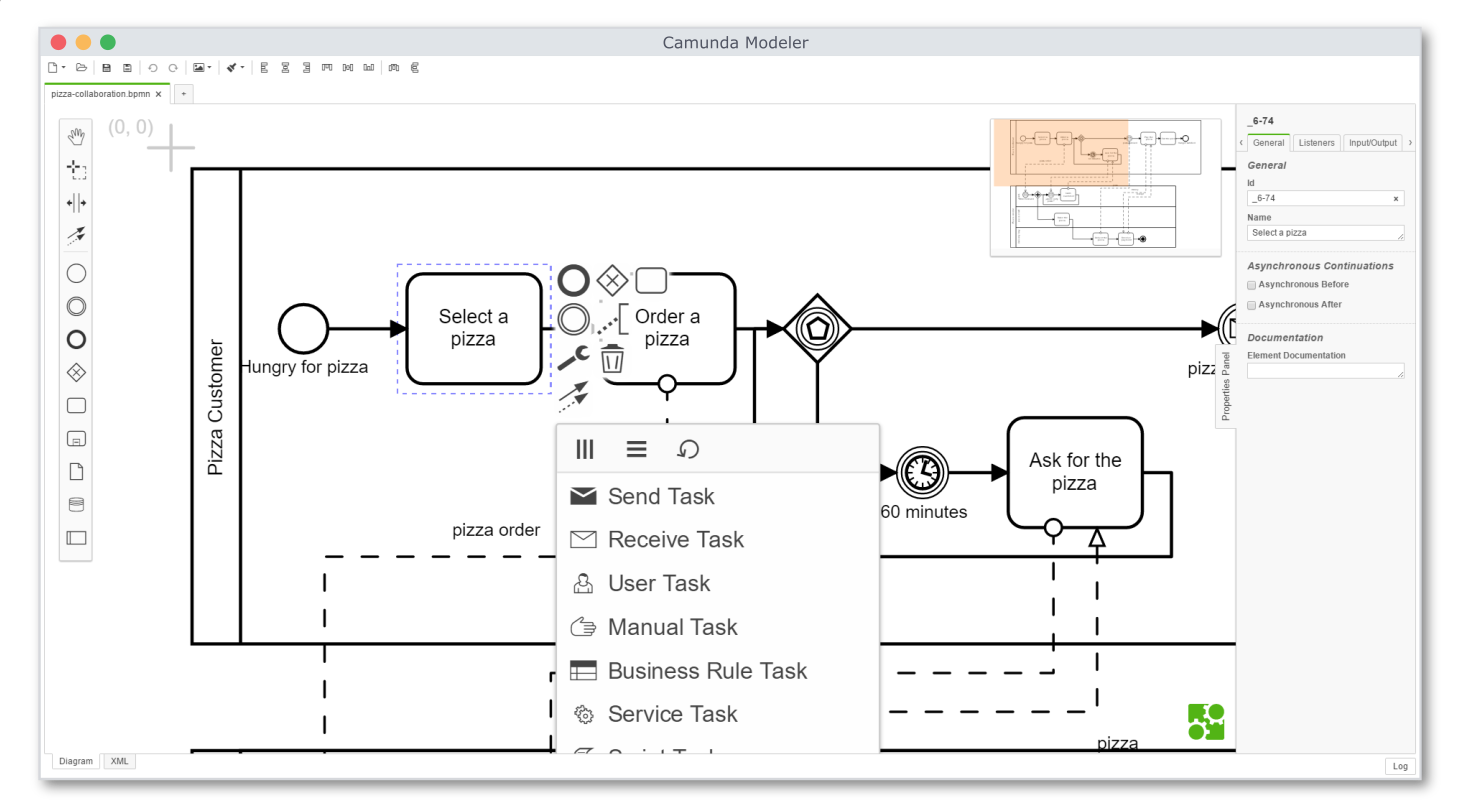 Camunda Modeler
pizza-collaboration.bpmn x
+
(0, 0)
Pizza Customer
Hungry for pizza
Select a
pizza
Order a
pizza
pizza order
Send Task
Receive Task
User Task
Manual Task
Business Rule Task
Service Task
60 minutes
Ask for the
pizza
pizza
Properties Panel
_6-74
General
Listeners
Input/Output
General
Id
_6-74
Name
Select a pizza
Asynchronous Continuations
Asynchronous Before
Asynchronous After
Documentation
Element Documentation
Diagram
XML
Log